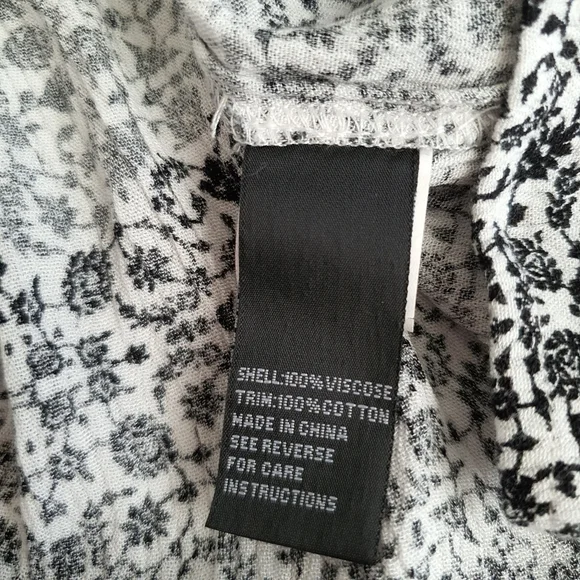 SHELL:100%VISCOSE
TRIM:100%COTTON
MADE IN CHINA
SEE REVERSE
FOR CARE
INSTRUCTIONS